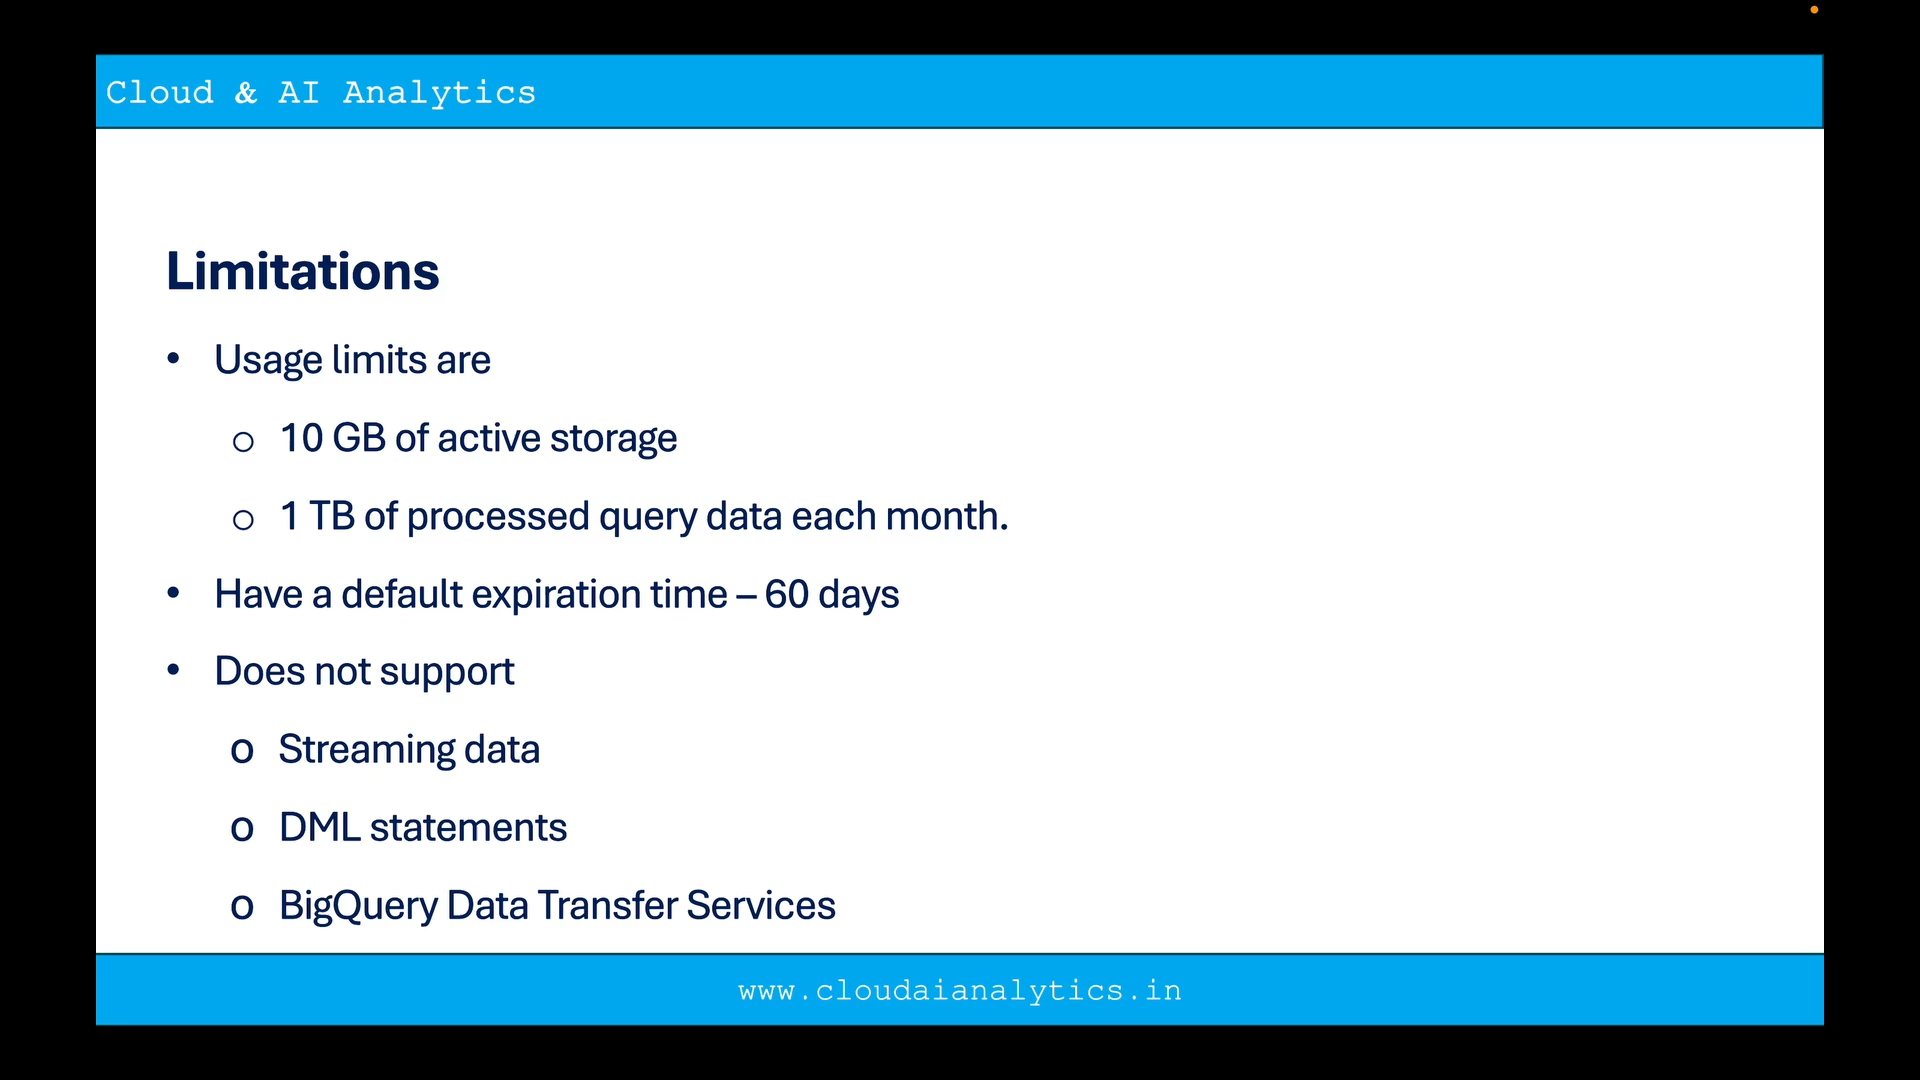 Cloud & AI Analytics
Limitations
• Usage limits are
○ 10 GB of active storage
○ 1 TB of processed query data each month.
• Have a default expiration time – 60 days
• Does not support
o Streaming data
o DML statements
o BigQuery Data Transfer Services
www.cloudaianalytics.in